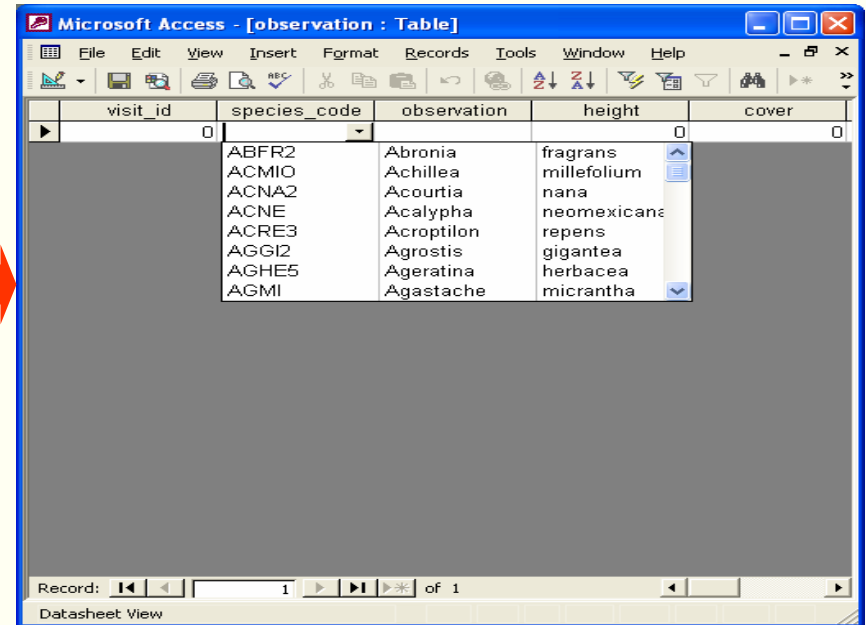 Microsoft Access - [observation : Table]
File Edit View Insert Format Records Tools Window Help
visit_id species_code observation height cover
0 0 0
ABFR2 Abronia fragrans
ACMIO Achillea millefolium
ACNA2 Acourtia nana
ACNE Acalypha neomexicana
ACRE3 Acroptilon repens
AGGI2 Agrostis gigantea
AGHE5 Ageratina herbacea
AGMI Agastache micrantha
Record: 1 of 1
Datasheet View